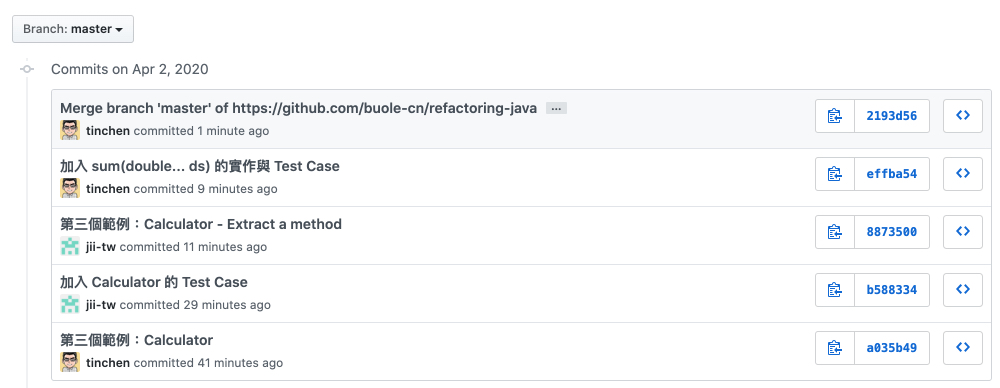 Branch: master
Commits on Apr 2, 2020
Merge branch 'master' of https://github.com/buole-cn/refactoring-java ...
tinchen committed 1 minute ago
2193d56
加入 sum(double... ds) 的實作與 Test Case
tinchen committed 9 minutes ago
effba54
第三個範例：Calculator - Extract a method
jii-tw committed 11 minutes ago
8873500
加入 Calculator 的 Test Case
jii-tw committed 29 minutes ago
b588334
第三個範例：Calculator
tinchen committed 41 minutes ago
a035b49